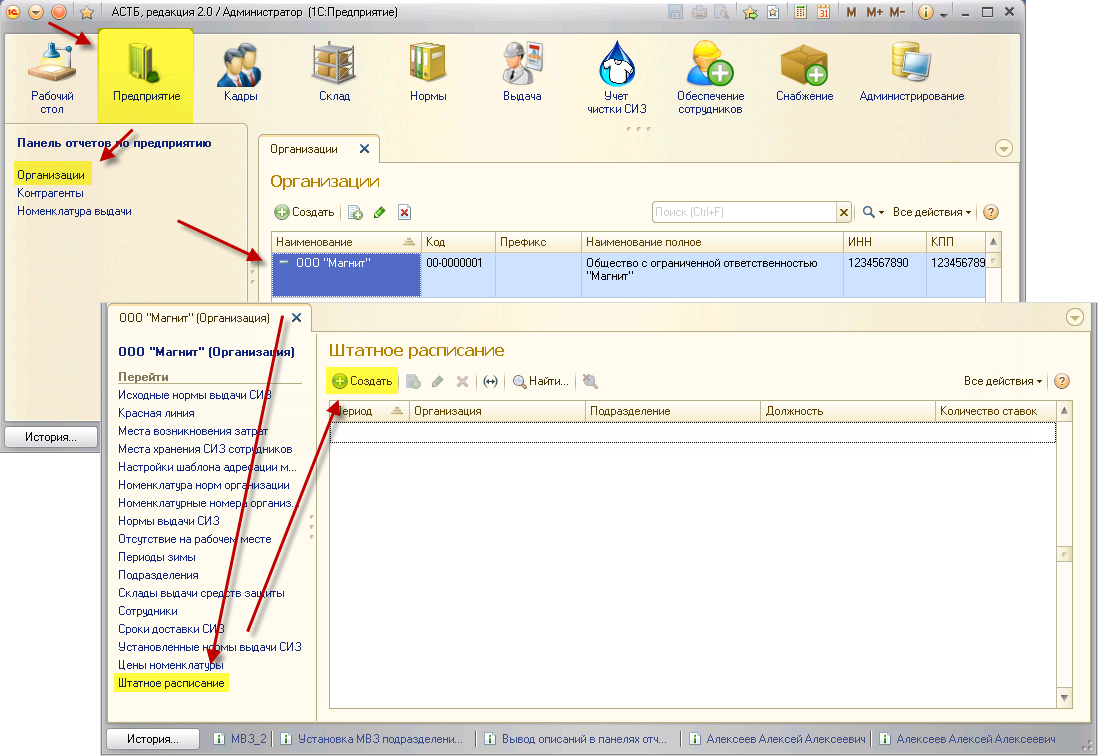 АСТБ, редакция 2.0 / Администратор (1С:Предприятие)
M M+ M-
Рабочий стол
Предприятие
Кадры
Склад
Нормы
Выдача
Учет чистки СИЗ
Обеспечение сотрудников
Снабжение
Администрирование
Панель отчетов по предприятию
Организации
Контрагенты
Номенклатура выдачи
Организации
Организации
Создать
Поиск (Ctrl+F)
Все действия
Наименование Код Префикс Наименование полное ИНН КПП
ООО "Магнит" 00-0000001 Общество с ограниченной ответственностью "Магнит" 1234567890 123456789
История...
ООО "Магнит" (Организация)
ООО "Магнит" (Организация)
Перейти
Исходные нормы выдачи СИЗ
Красная линия
Места возникновения затрат
Места хранения СИЗ сотрудников
Настройки шаблона адресации м...
Номенклатура норм организации
Номенклатурные номера организ...
Нормы выдачи СИЗ
Отсутствие на рабочем месте
Периоды зимы
Подразделения
Склады выдачи средств защиты
Сотрудники
Сроки доставки СИЗ
Установленные нормы выдачи СИЗ
Цены номенклатуры
Штатное расписание
Штатное расписание
Создать
Найти...
Все действия
Период Организация Подразделение Должность Количество ставок
История...
МВЗ_2
Установка МВЗ подразделени...
Вывод описаний в панелях отч...
Алексеев Алексей Алексеевич
Алексеев Алексей Алексеевич